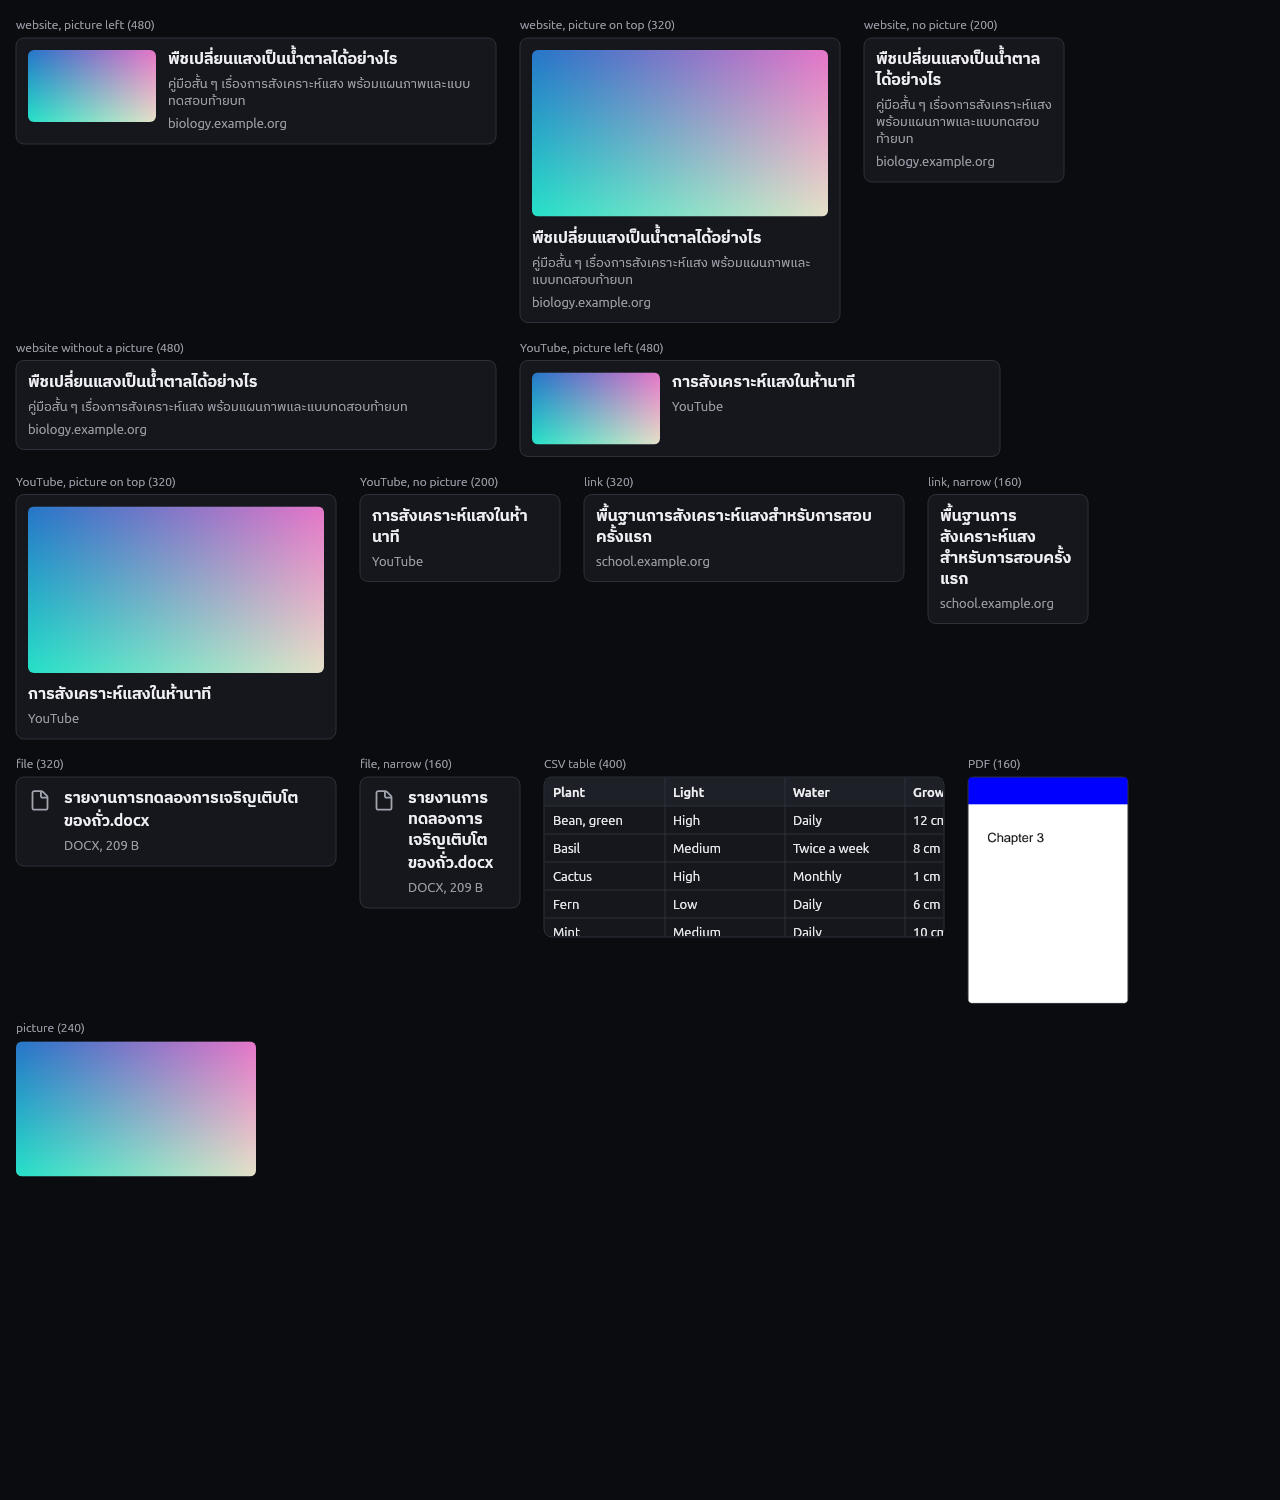 website, picture left (480)
พืชเปลี่ยนแสงเป็นน้ำตาลได้อย่างไร
คู่มือสั้น ๆ เรื่องการสังเคราะห์แสง พร้อมแผนภาพและแบบ
ทดสอบท้ายบท
biology.example.org
website, picture on top (320)
พืชเปลี่ยนแสงเป็นน้ำตาลได้อย่างไร
คู่มือสั้น ๆ เรื่องการสังเคราะห์แสง พร้อมแผนภาพและ
แบบทดสอบท้ายบท
biology.example.org
website, no picture (200)
พืชเปลี่ยนแสงเป็นน้ำตาล
ได้อย่างไร
คู่มือสั้น ๆ เรื่องการสังเคราะห์แสง
พร้อมแผนภาพและแบบทดสอบ
ท้ายบท
biology.example.org
website without a picture (480)
พืชเปลี่ยนแสงเป็นน้ำตาลได้อย่างไร
คู่มือสั้น ๆ เรื่องการสังเคราะห์แสง พร้อมแผนภาพและแบบทดสอบท้ายบท
biology.example.org
YouTube, picture left (480)
การสังเคราะห์แสงในห้านาที
YouTube
YouTube, picture on top (320)
การสังเคราะห์แสงในห้านาที
YouTube
YouTube, no picture (200)
การสังเคราะห์แสงในห้า
นาที
YouTube
link (320)
พื้นฐานการสังเคราะห์แสงสำหรับการสอบ
ครั้งแรก
school.example.org
link, narrow (160)
พื้นฐานการ
สังเคราะห์แสง
สำหรับการสอบครั้ง
แรก
school.example.org
file (320)
รายงานการทดลองการเจริญเติบโต
ของถั่ว.docx
DOCX, 209 B
file, narrow (160)
รายงานการ
ทดลองการ
เจริญเติบโต
ของถั่ว.docx
DOCX, 209 B
CSV table (400)
Plant Light Water Grow
Bean, green High Daily 12 cm
Basil Medium Twice a week 8 cm
Cactus High Monthly 1 cm
Fern Low Daily 6 cm
Mint Medium Daily 10 cm
PDF (160)
Chapter 3
picture (240)